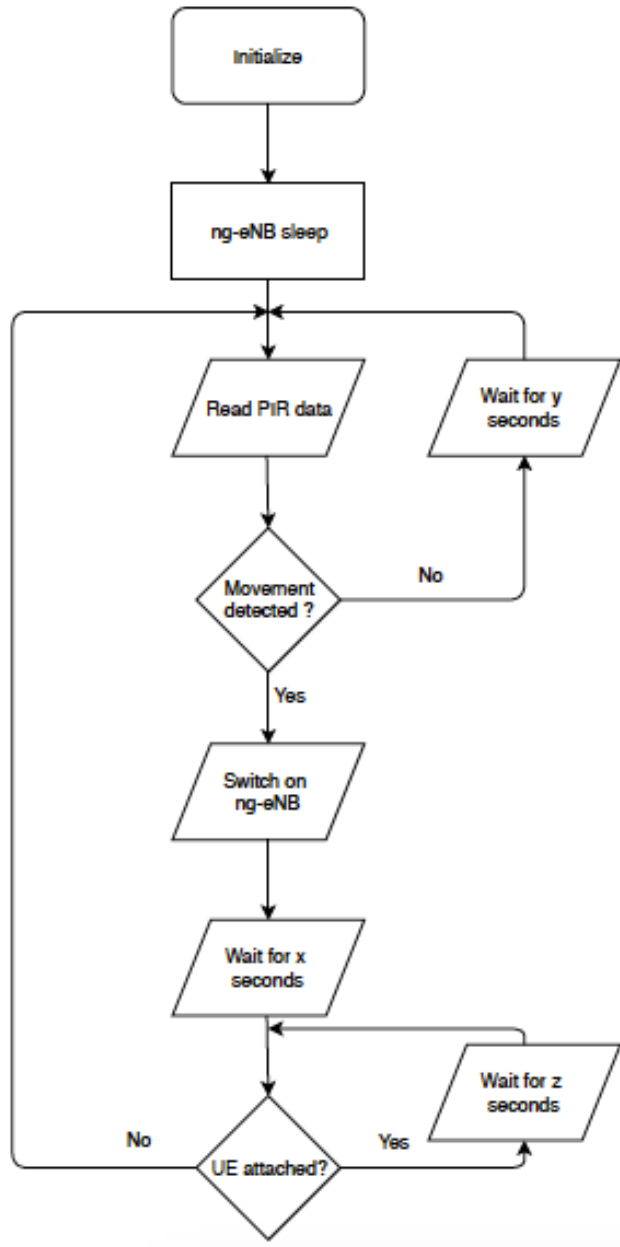 Initialize
ng-eNB sleep
Read PIR data
Wait for y
seconds
Movement
detected ?
No
Yes
Switch on
ng-eNB
Wait for x
seconds
Wait for z
seconds
No
Yes
UE attached?